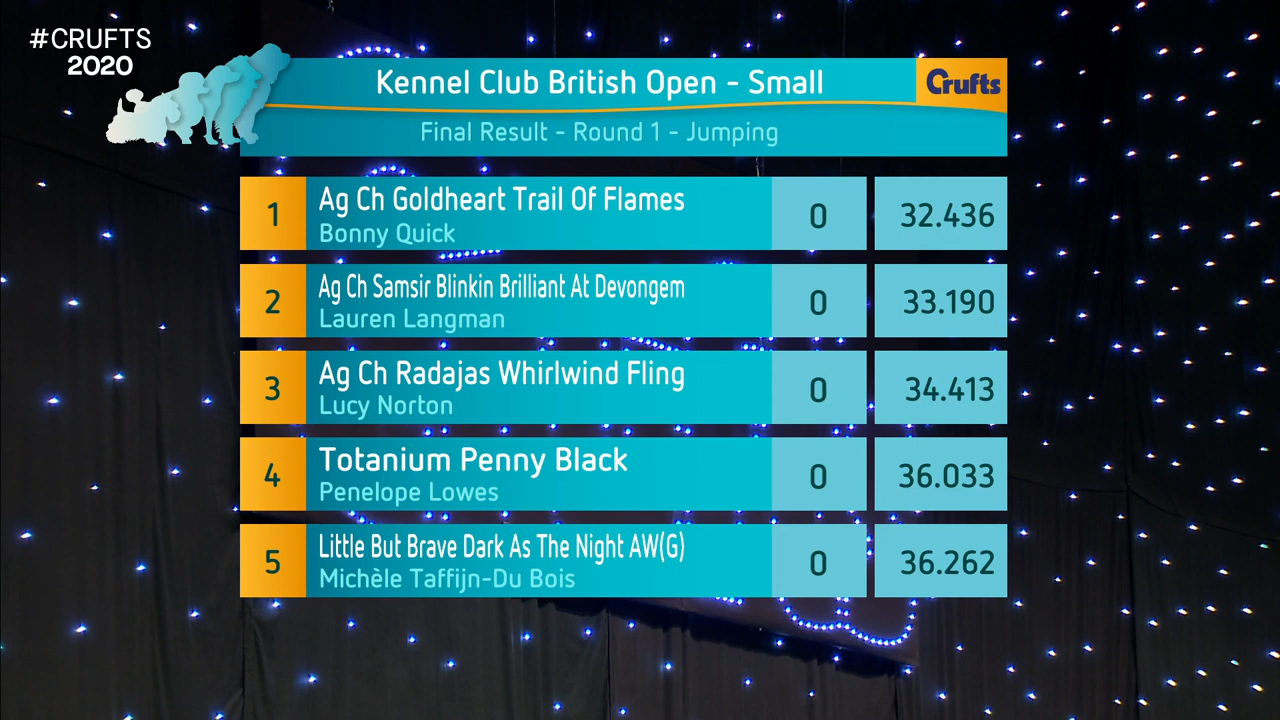 #CRUFTS
2020
Kennel Club British Open - Small
Crufts
Final Result - Round 1 - Jumping
1
Ag Ch Goldheart Trail Of Flames
Bonny Quick
0
32.436
2
Ag Ch Samsir Blinkin Brilliant At Devongem
Lauren Langman
0
33.190
3
Ag Ch Radajas Whirlwind Fling
Lucy Norton
0
34.413
4
Totanium Penny Black
Penelope Lowes
0
36.033
5
Little But Brave Dark As The Night AW(G)
Michèle Taffijn-Du Bois
0
36.262